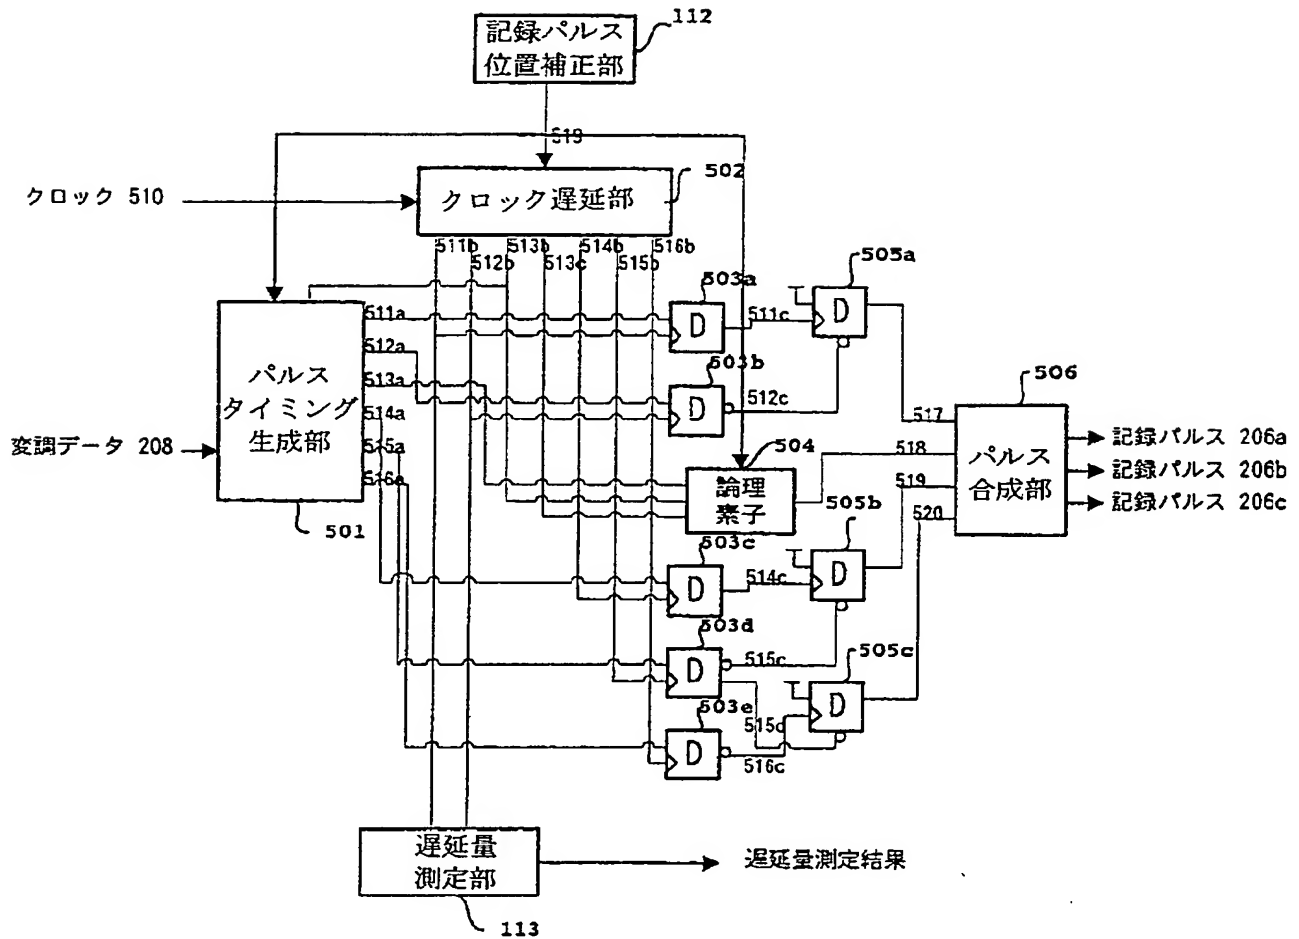 記録パルス
位置補正部
112
519
クロック 510
クロック遅延部
502
511b 513b 514b 516b
512b 513c 515b
503a
505a
D
D
511a
511c
512a
503b
D
512c
パルス
タイミング
生成部
513a
514a
515a
516a
変調データ 208
501
504
論理
素子
506
517
518
519
520
パルス
合成部
記録パルス 206a
記録パルス 206b
記録パルス 206c
503c
505b
D
514c
D
503d
D
515c
505c
D
503e
D
515d
516c
遅延量
測定部
遅延量測定結果
113